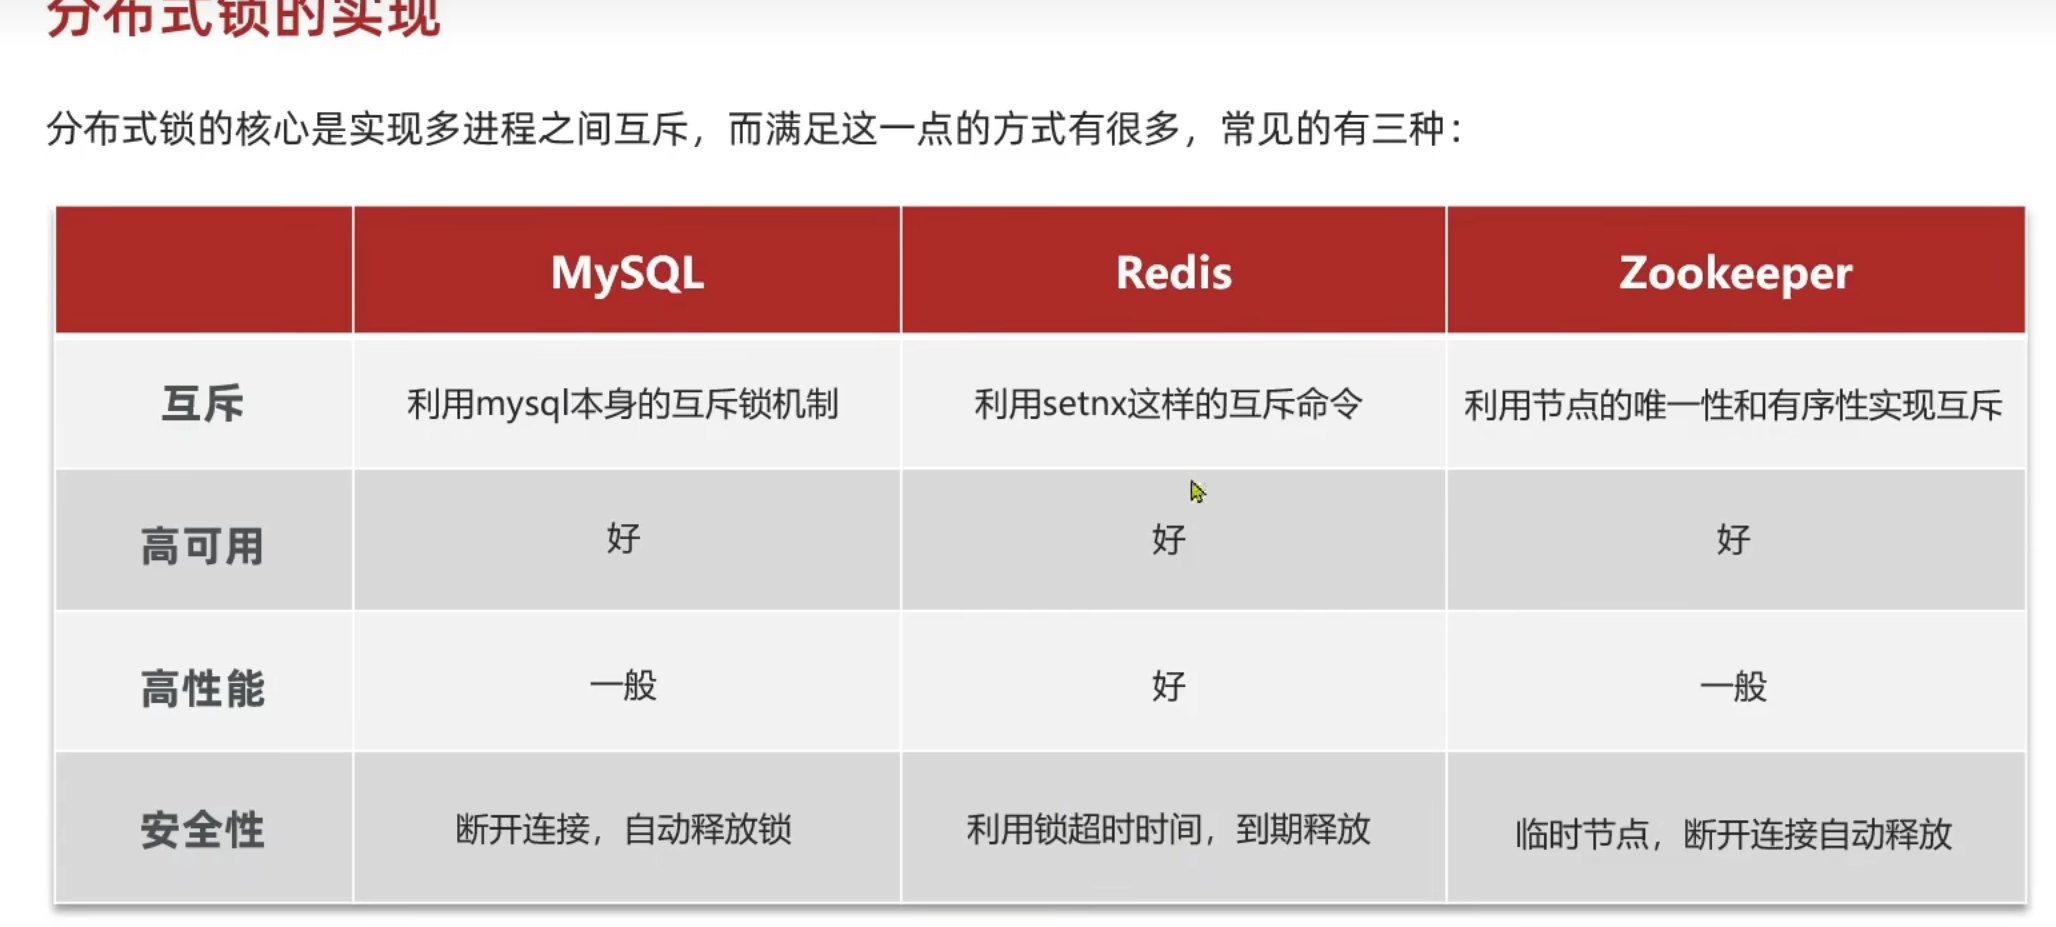 分布式锁的实现
分布式锁的核心是实现多进程之间互斥，而满足这一点的方式有很多，常见的有三种：
MySQL Redis Zookeeper
互斥 利用mysql本身的互斥锁机制 利用setnx这样的互斥命令 利用节点的唯一性和有序性实现互斥
高可用 好 好 好
高性能 一般 好 一般
安全性 断开连接，自动释放锁 利用锁超时时间，到期释放 临时节点，断开连接自动释放